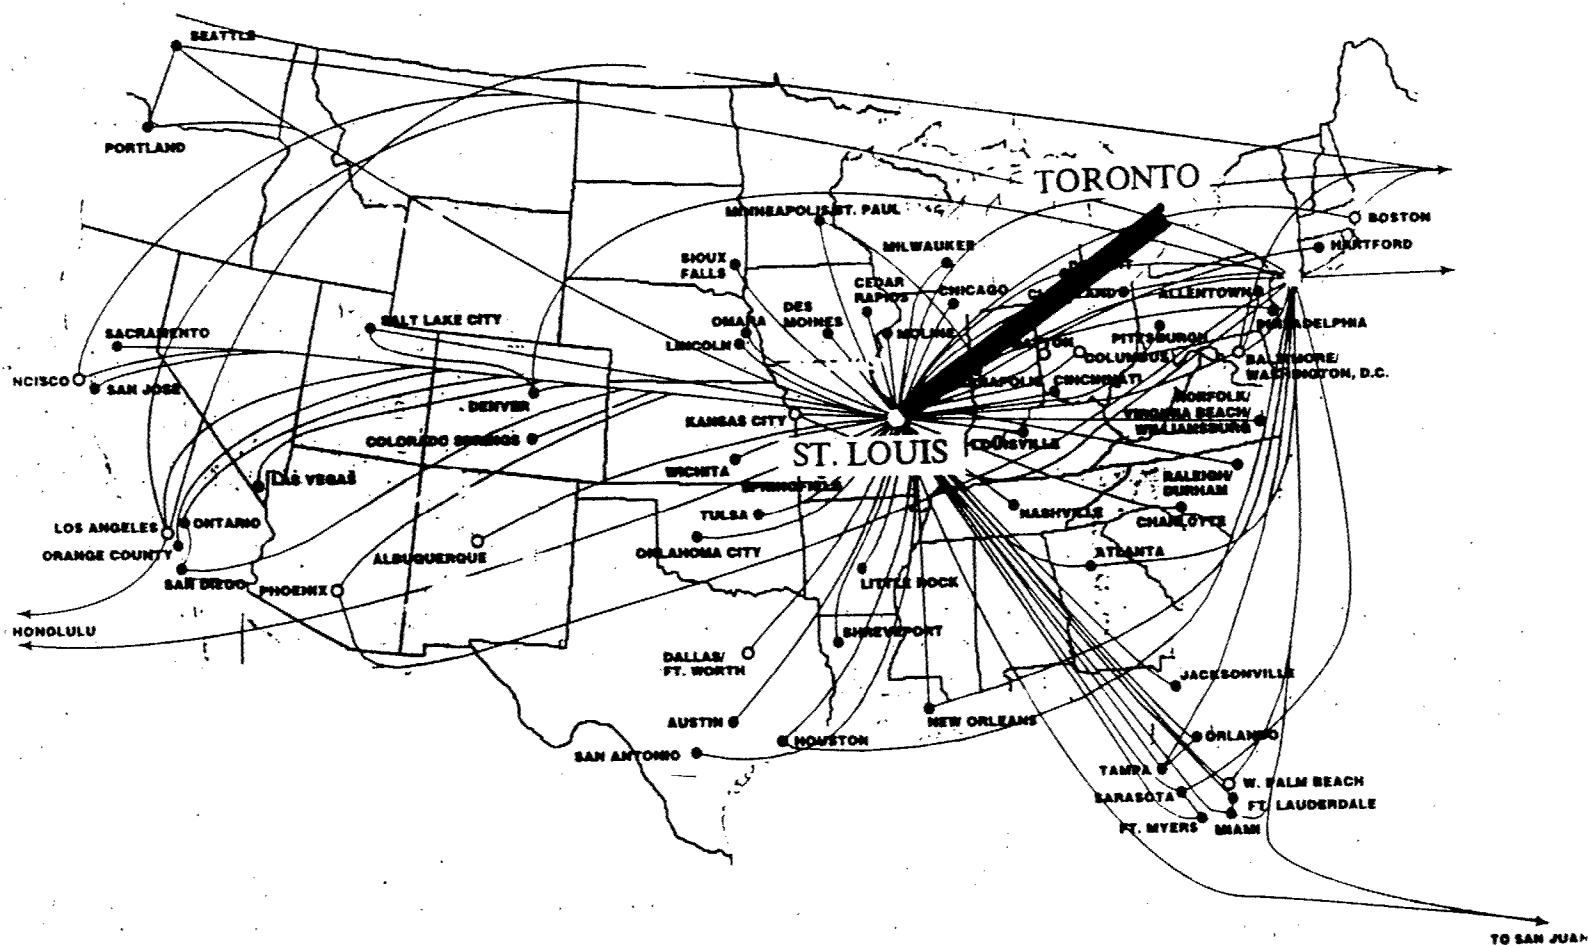 SEATTLE
PORTLAND
TORONTO
BOSTON
HARTFORD
MINNEAPOLIS/ST. PAUL
MILWAUKEE
SIOUX
FALLS
CEDAR
RAPIDS
CHICAGO
ALLENTOWN
DES
MOINES
OMAHA
LINCOLN
MOLINE
PHILADELPHIA
PITTSBURGH
SALT LAKE CITY
SACRAMENTO
NCISCO
SAN JOSE
COLUMBUS
BALTIMORE/
WASHINGTON, D.C.
CINCINNATI
DENVER
KANSAS CITY
NORFOLK/
VIRGINIA BEACH/
WILLIAMSBURG
COLORADO SPRINGS
ST. LOUIS
LOUISVILLE
WICHITA
SPRINGFIELD
RALEIGH/
DURHAM
LAS VEGAS
TULSA
NASHVILLE
CHARLOTTE
LOS ANGELES
ONTARIO
ORANGE COUNTY
ALBUQUERQUE
OKLAHOMA CITY
ATLANTA
SAN DIEGO
PHOENIX
LITTLE ROCK
HONOLULU
SHREVEPORT
DALLAS/
FT. WORTH
JACKSONVILLE
AUSTIN
NEW ORLEANS
SAN ANTONIO
HOUSTON
ORLANDO
TAMPA
W. PALM BEACH
SARASOTA
FT. LAUDERDALE
FT. MYERS
MIAMI
TO SAN JUAN